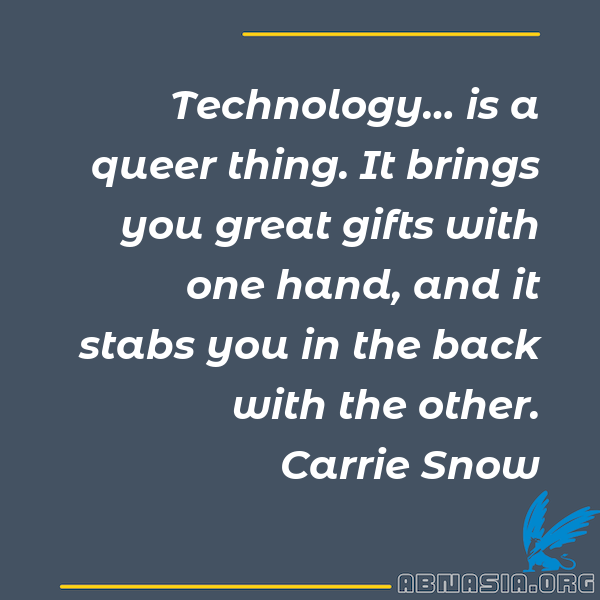 Technology... is a
queer thing. It brings
you great gifts with
one hand, and it
stabs you in the back
with the other.
Carrie Snow
ABNASIA.ORG